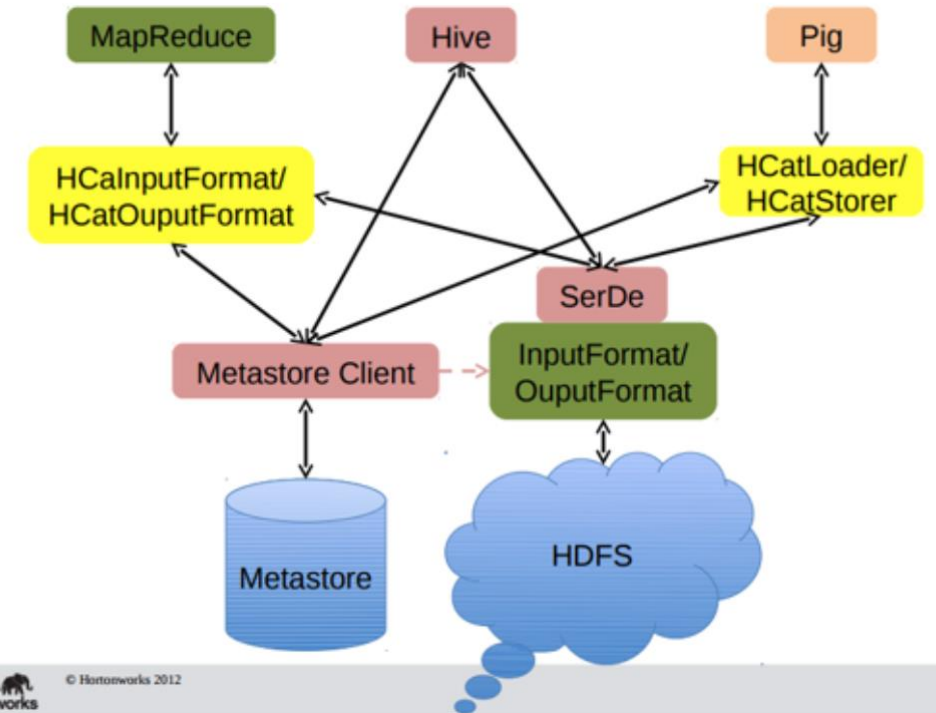 MapReduce
Hive
Pig
HCaInputFormat/
HCatOuputFormat
HCatLoader/
HCatStorer
SerDe
Metastore Client
InputFormat/
OuputFormat
Metastore
HDFS
© Hortonworks 2012
works